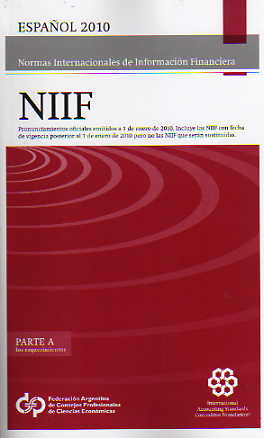 ESPAÑOL 2010
Normas Internacionales de Información Financiera
NIIF
Pronunciamientos oficiales emitidos a 1 de enero de 2010. Incluye las NIIF con fecha
de vigencia posterior al 1 de enero de 2010 pero no las NIIF que serán sustituidas.
PARTE A
los requerimientos
Federación Argentina
de Consejos Profesionales
de Ciencias Económicas
International
Accounting Standards
Committee Foundation®